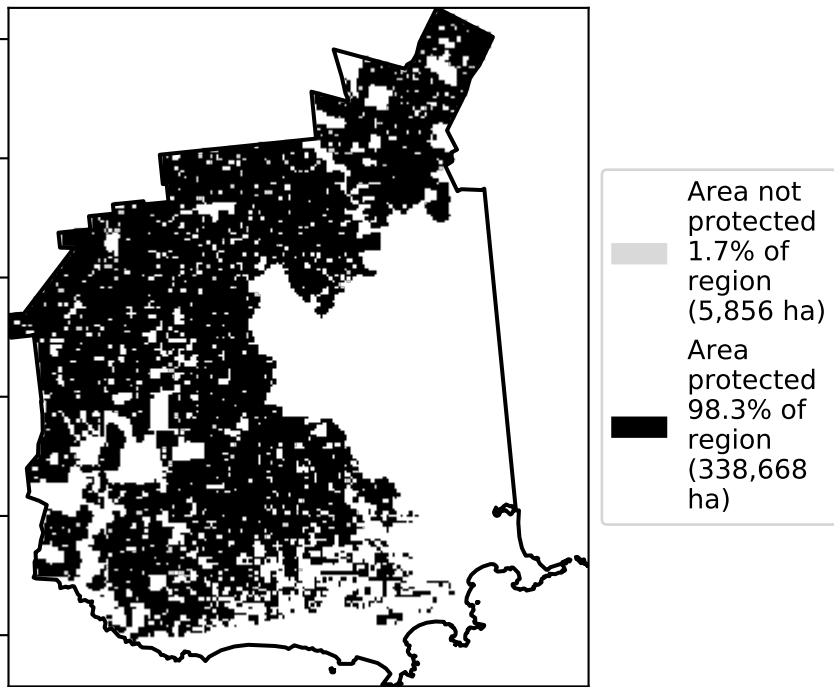 Area not
protected
1.7% of
region
(5,856 ha)
Area
protected
98.3% of
region
(338,668
ha)